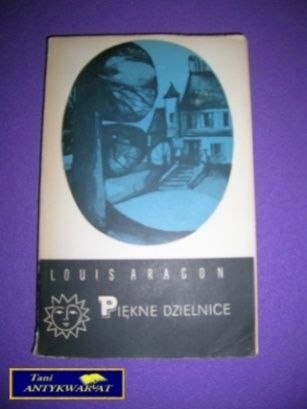 LOUIS ARAGON
PIĘKNE DZIELNICE
Tani
ANTYKWARIAT